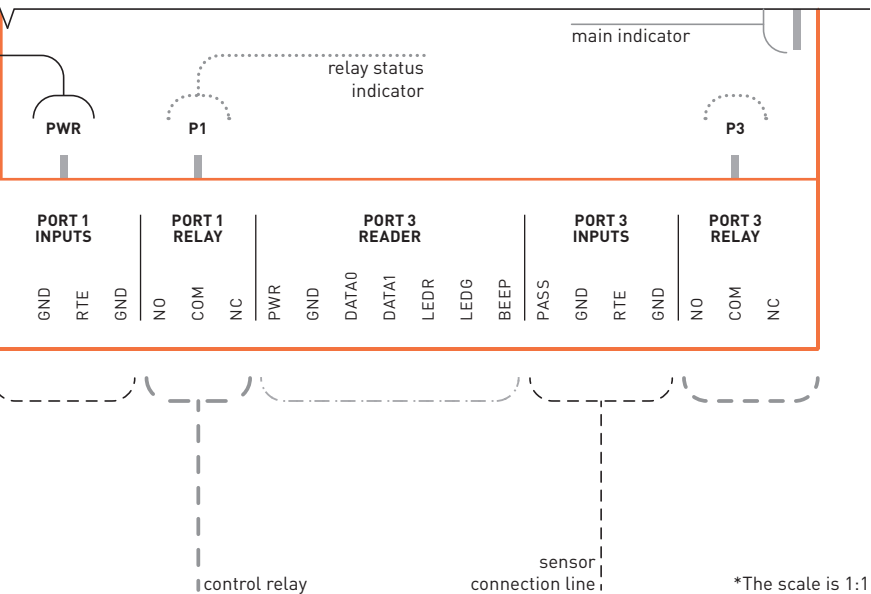 main indicator
relay status
indicator
PWR
P1
P3
PORT 1
INPUTS
PORT 1
RELAY
PORT 3
READER
PORT 3
INPUTS
PORT 3
RELAY
GND
RTE
GND
NO
COM
NC
PWR
GND
DATA0
DATA1
LEDR
LEDG
BEEP
PASS
GND
RTE
GND
NO
COM
NC
control relay
sensor
connection line
*The scale is 1:1